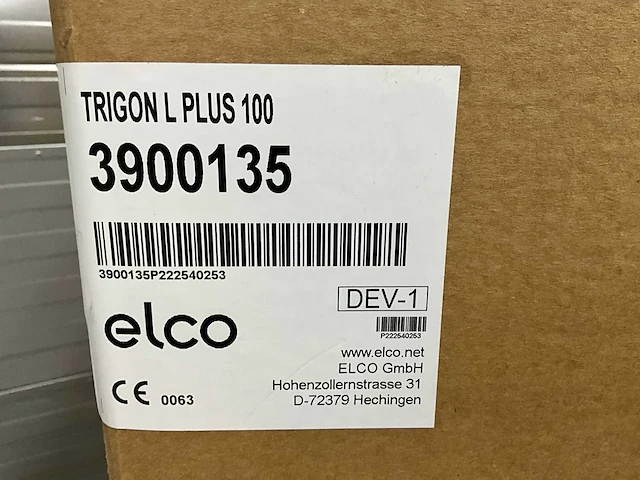 TRIGON L PLUS 100
3900135
3900135P222540253
DEV-1
P222540253
elco
www.elco.net
ELCO GmbH
Hohenzollernstrasse 31
D-72379 Hechingen
CE 0063